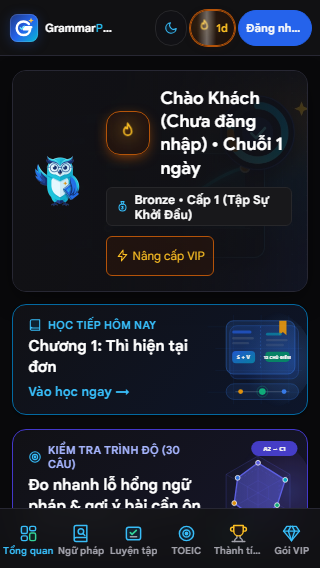 GrammarP...
1d
Đăng nh...
Chào Khách
(Chưa đăng
nhập) • Chuỗi 1
ngày
Bronze • Cấp 1 (Tập Sự
Khởi Đầu)
Nâng cấp VIP
HỌC TIẾP HÔM NAY
Chương 1: Thì hiện tại
đơn
Vào học ngay →
S + V
KIỂM TRA TRÌNH ĐỘ (30
CÂU)
A2 → C1
Đo nhanh lỗ hổng ngữ
pháp & gợi ý bài cần ôn
Tổng quan
Ngữ pháp
Luyện tập
TOEIC
Thành tí...
Gói VIP